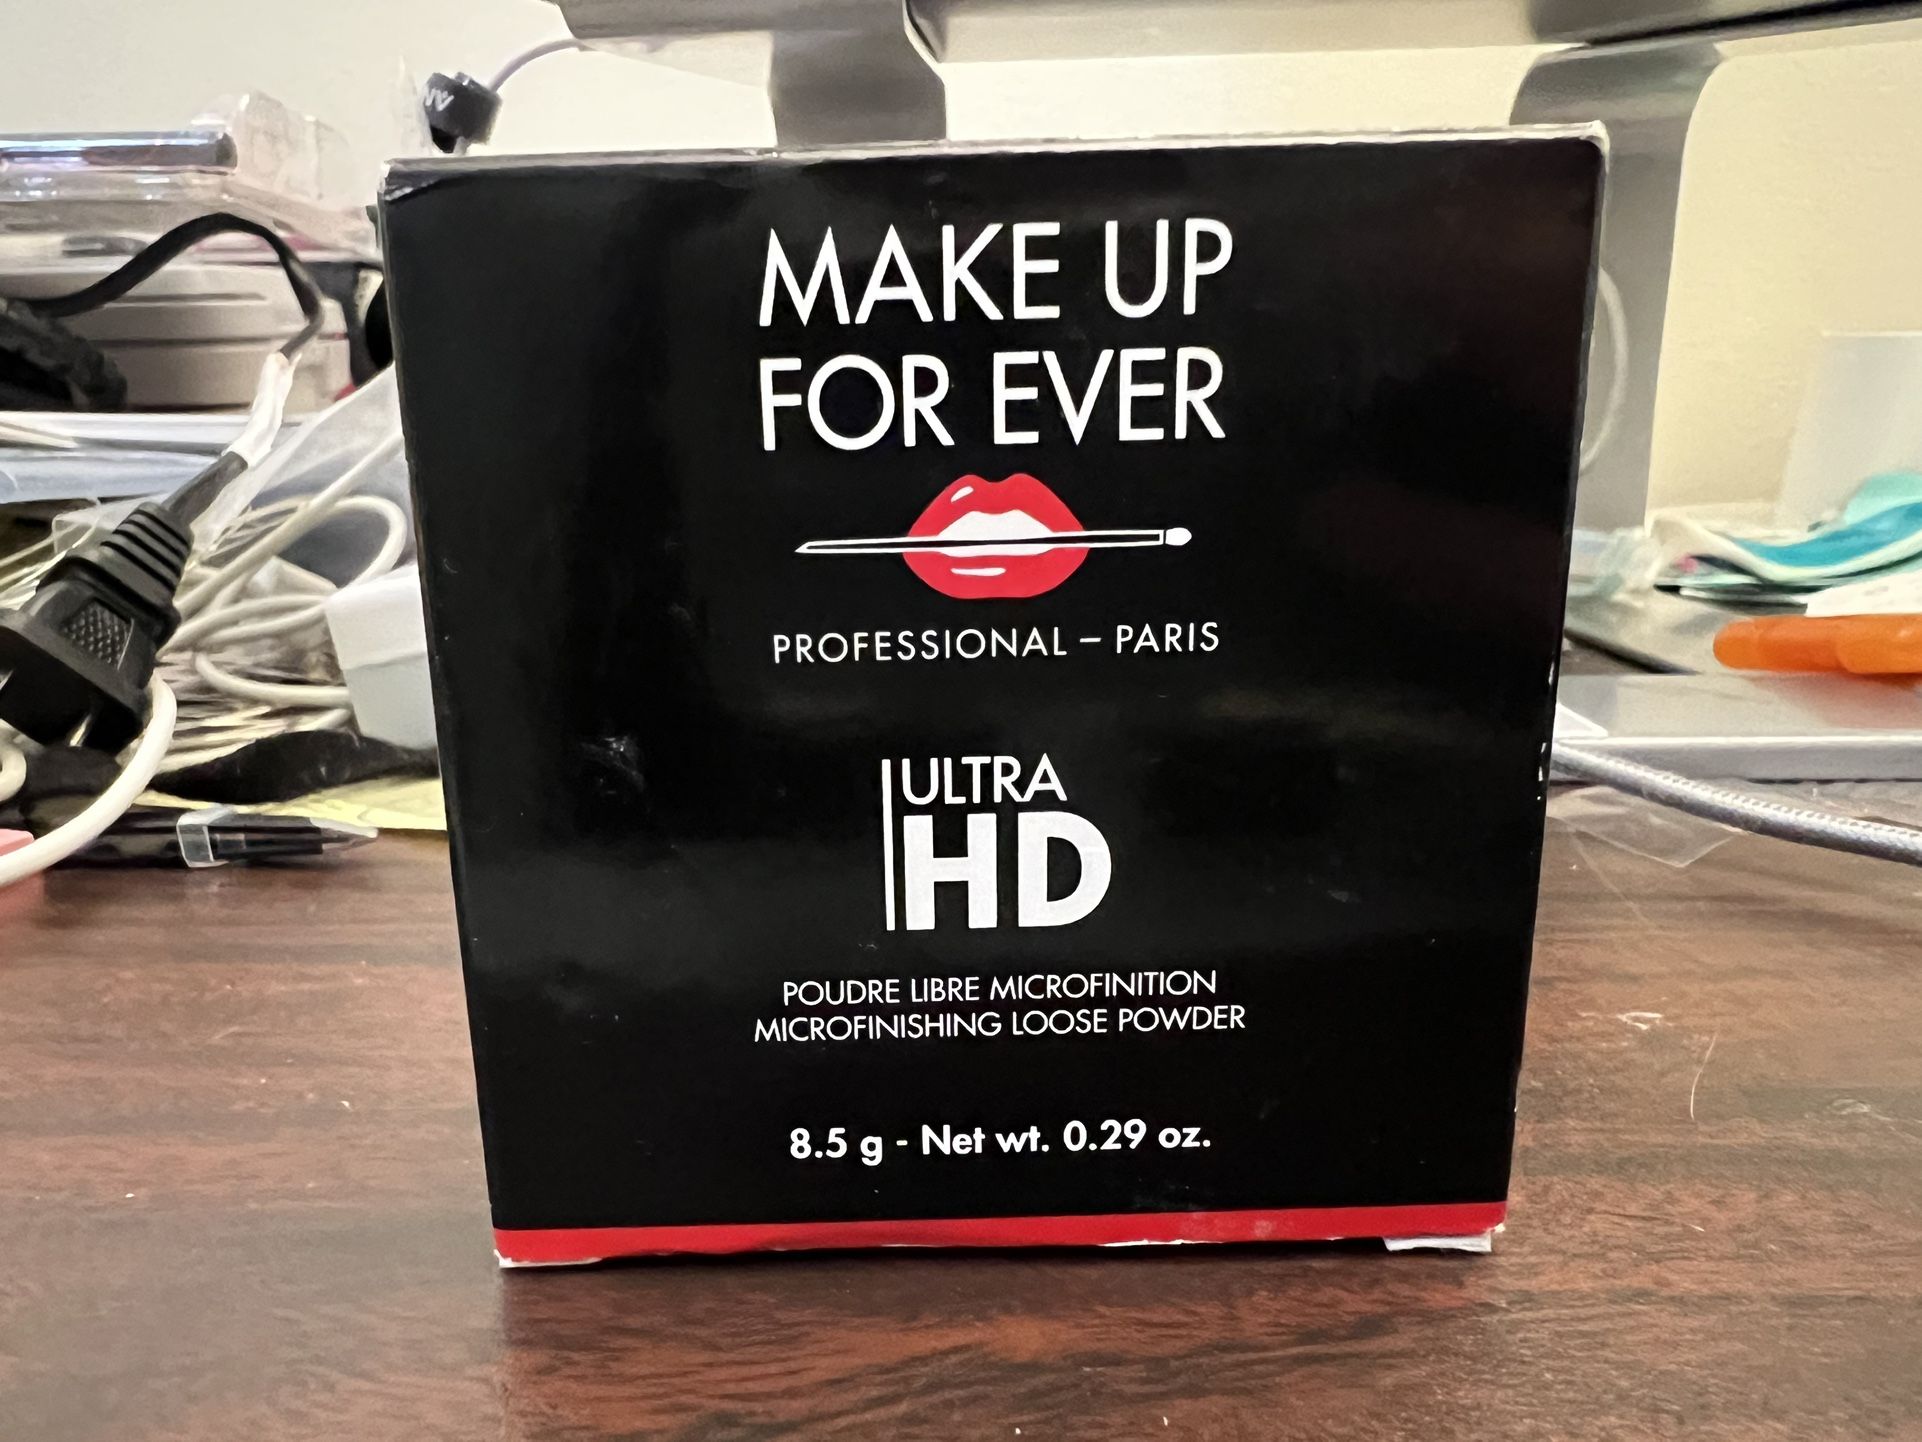 MAKE UP
FOR EVER
PROFESSIONAL – PARIS
ULTRA
HD
POUDRE LIBRE MICROFINITION
MICROFINISHING LOOSE POWDER
8.5 g - Net wt. 0.29 oz.